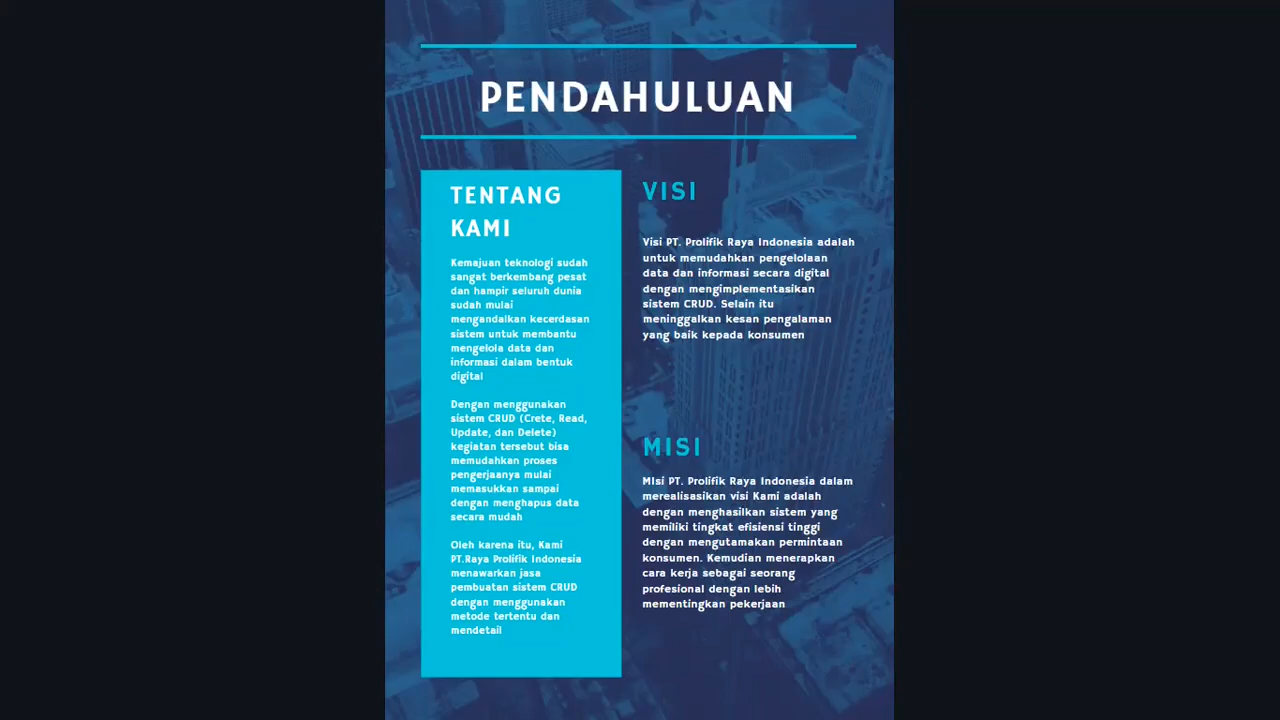 PENDAHULUAN
TENTANG
KAMI
Kemajuan teknologi sudah
sangat berkembang pesat
dan hampir seluruh dunia
sudah mulai
mengandalkan kecerdasan
sistem untuk membantu
mengelola data dan
informasi dalam bentuk
digital
Dengan menggunakan
sistem CRUD (Crete, Read,
Update, dan Delete)
kegiatan tersebut bisa
memudahkan proses
pengerjaanya mulai
memasukkan sampai
dengan menghapus data
secara mudah
Oleh karena itu, Kami
PT.Raya Prolifik Indonesia
menawarkan jasa
pembuatan sistem CRUD
dengan menggunakan
metode tertentu dan
mendetail
VISI
Visi PT. Prolifik Raya Indonesia adalah
untuk memudahkan pengelolaan
data dan informasi secara digital
dengan mengimplementasikan
sistem CRUD. Selain itu
meninggalkan kesan pengalaman
yang baik kepada konsumen
MISI
MIsi PT. Prolifik Raya Indonesia dalam
merealisasikan visi Kami adalah
dengan menghasilkan sistem yang
memiliki tingkat efisiensi tinggi
dengan mengutamakan permintaan
konsumen. Kemudian menerapkan
cara kerja sebagai seorang
profesional dengan lebih
mementingkan pekerjaan